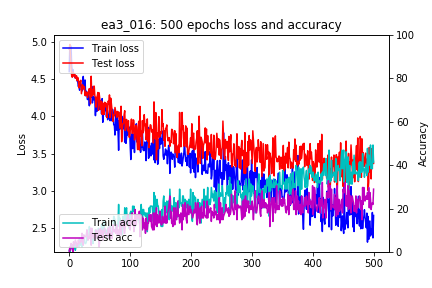 ea3_016: 500 epochs loss and accuracy
Train loss
Test loss
Train acc
Test acc
Loss
5.0
4.5
4.0
3.5
3.0
2.5
Accuracy
100
80
60
40
20
0
0 100 200 300 400 500